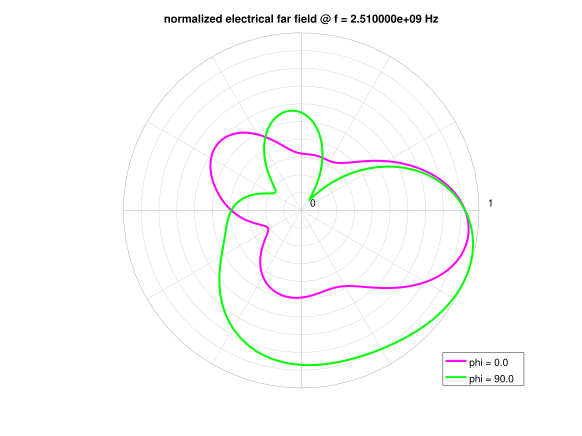 normalized electrical far field @ f = 2.510000e+09 Hz
0
1
phi = 0.0
phi = 90.0